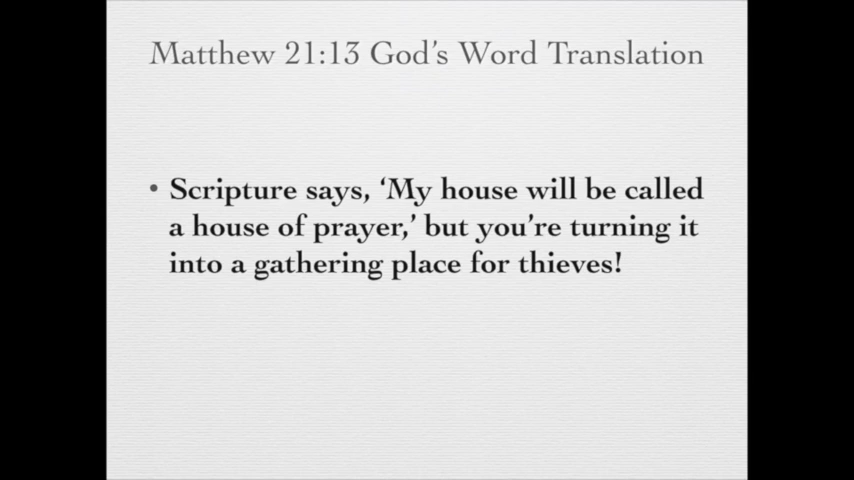 Matthew 21:13 God's Word Translation
• Scripture says, ‘My house will be called
a house of prayer,’ but you’re turning it
into a gathering place for thieves!